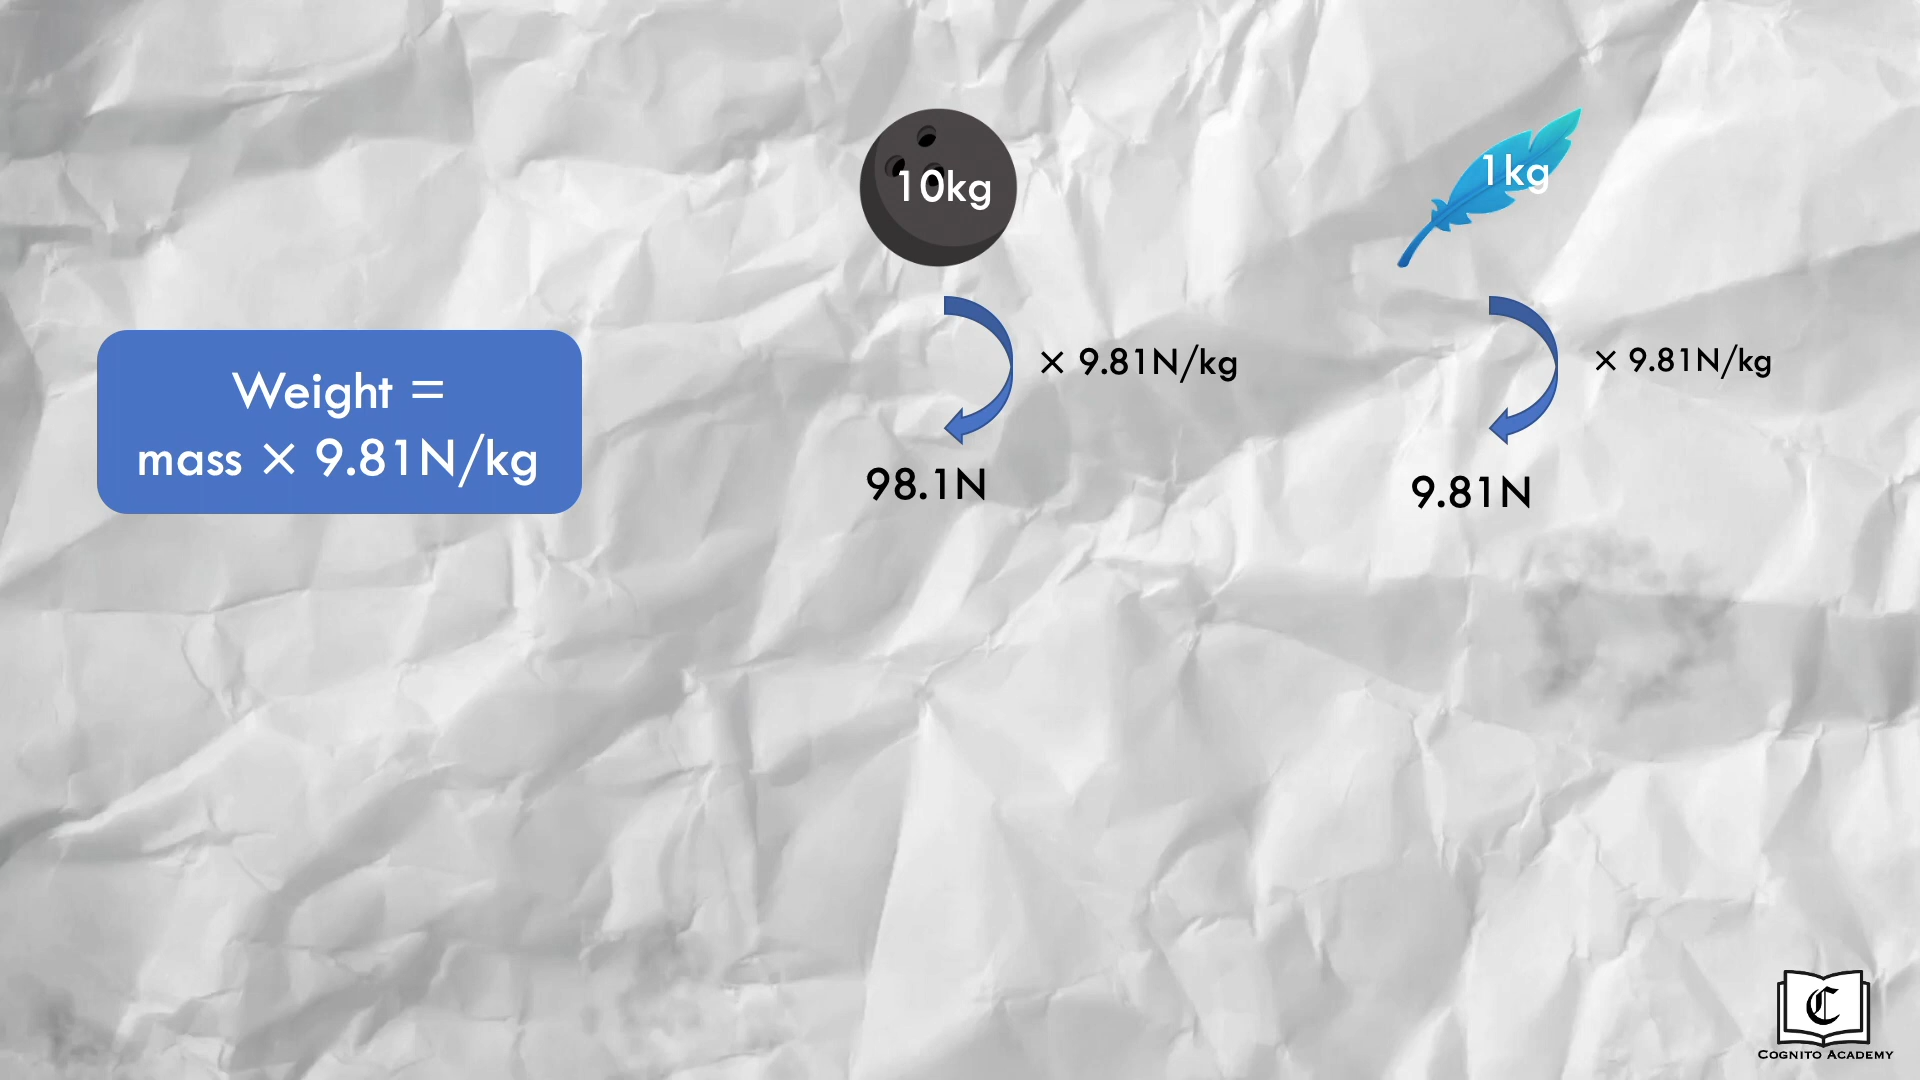 10kg
1kg
Weight =
mass × 9.81N/kg
× 9.81N/kg
× 9.81N/kg
98.1N
9.81N
C
COGNITO ACADEMY